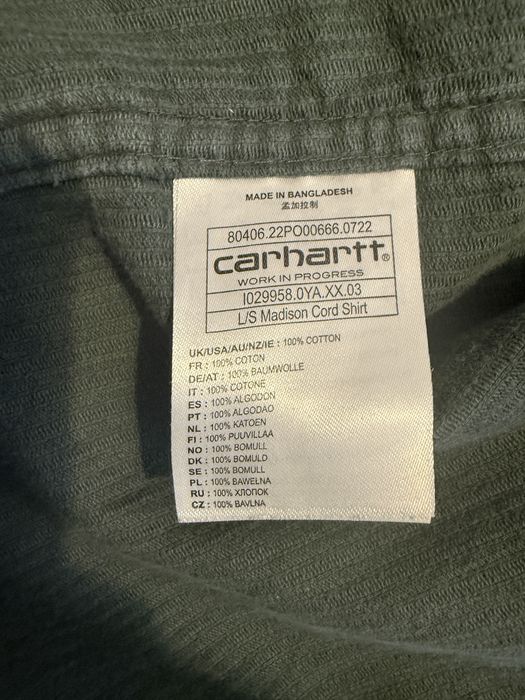 MADE IN BANGLADESH
孟加拉制
80406.22PO00666.0722
carhartt®
WORK IN PROGRESS
I029958.0YA.XX.03
L/S Madison Cord Shirt
UK/USA/AU/NZ/IE : 100% COTTON
FR : 100% COTON
DE/AT : 100% BAUMWOLLE
IT : 100% COTONE
ES : 100% ALGODON
PT : 100% ALGODAO
NL : 100% KATOEN
FI : 100% PUUVILLAA
NO : 100% BOMULL
DK : 100% BOMULD
SE : 100% BOMULL
PL : 100% BAWELNA
RU : 100% ХЛОПОК
CZ : 100% BAVLNA